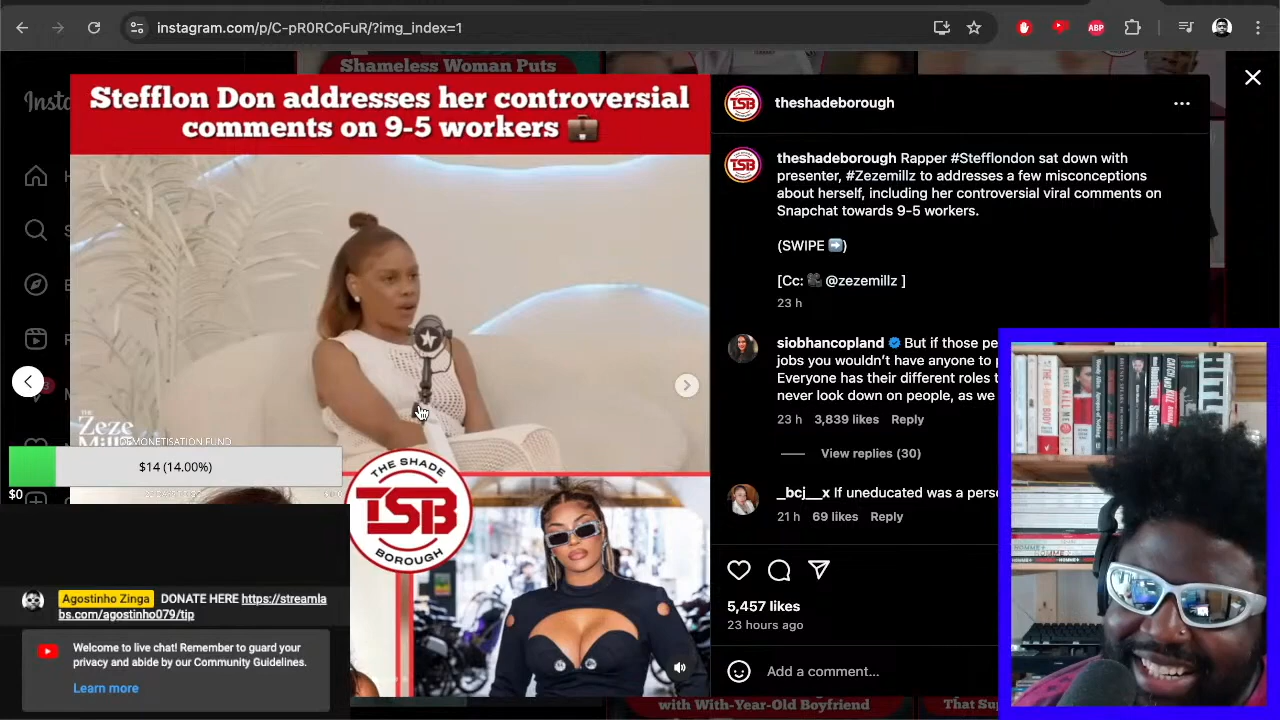 instagram.com/p/C-pR0RCoFuR/?img_index=1
ABP
Shameless Woman Puts
Stefflon Don addresses her controversial
comments on 9-5 workers 💼
theshadeborough
theshadeborough Rapper #Stefflondon sat down with
presenter, #Zezemillz to addresses a few misconceptions
about herself, including her controversial viral comments on
Snapchat towards 9-5 workers.
(SWIPE ➡️)
[Cc: 🎥 @zezemillz ]
23 h
siobhancopland But if those pe
jobs you wouldn't have anyone to p
Everyone has their different roles t
never look down on people, as we
23 h 3,839 likes Reply
View replies (30)
_bcj__x If uneducated was a pers
21 h 69 likes Reply
5,457 likes
23 hours ago
Add a comment...
THE
Zeze
DEMONETISATION FUND
$14 (14.00%)
$0
THE SHADE
TSB
BOROUGH
Agostinho Zinga DONATE HERE https://streamla
bs.com/agostinho079/tip
Welcome to live chat! Remember to guard your
privacy and abide by our Community Guidelines.
Learn more
with With-Year-Old Boyfriend
That Sup
HITL